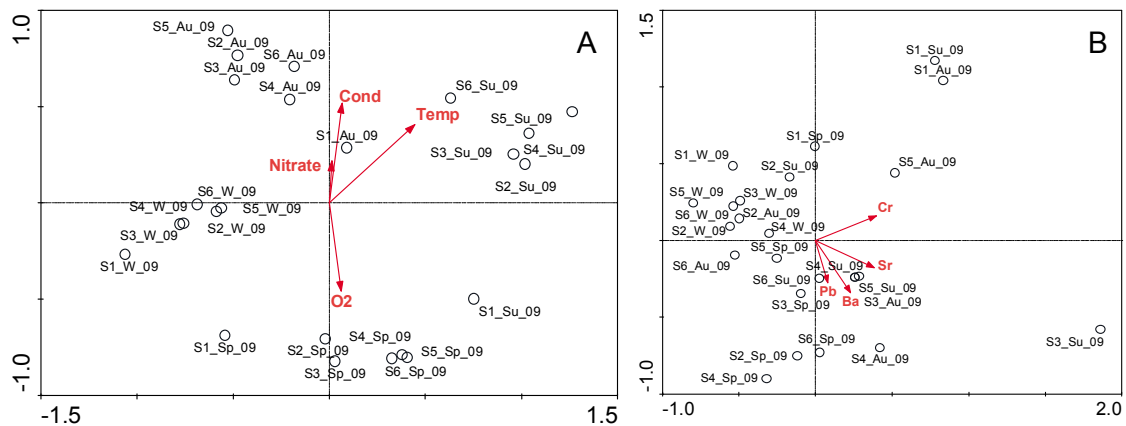 1.0
S5_Au_09
A
S2_Au_09
S6_Au_09
S3_Au_09
S4_Au_09
Cond
S6_Su_09
Temp
S5_Su_09
S1_Au_09
S3_Su_09
S4_Su_09
Nitrate
S2_Su_09
S6_W_09
S4_W_09
S5_W_09
S3_W_09
S2_W_09
S1_W_09
O2
S1_Su_09
S1_Sp_09
S2_Sp_09
S4_Sp_09
S5_Sp_09
S3_Sp_09
S6_Sp_09
-1.0
-1.5
1.5
1.5
B
S1_Su_09
S1_Au_09
S1_Sp_09
S1_W_09
S2_Su_09
S5_Au_09
S5_W_09
S3_W_09
S6_W_09
S2_Au_09
Cr
S2_W_09
S4_W_09
S5_Sp_09
S6_Au_09
S4_Su_09
Sr
S6_Su_09
S5_Su_09
Pb
Ba
S3_Sp_09
S3_Au_09
S3_Su_09
S6_Sp_09
S2_Sp_09
S4_Au_09
S4_Sp_09
-1.0
-1.0
2.0